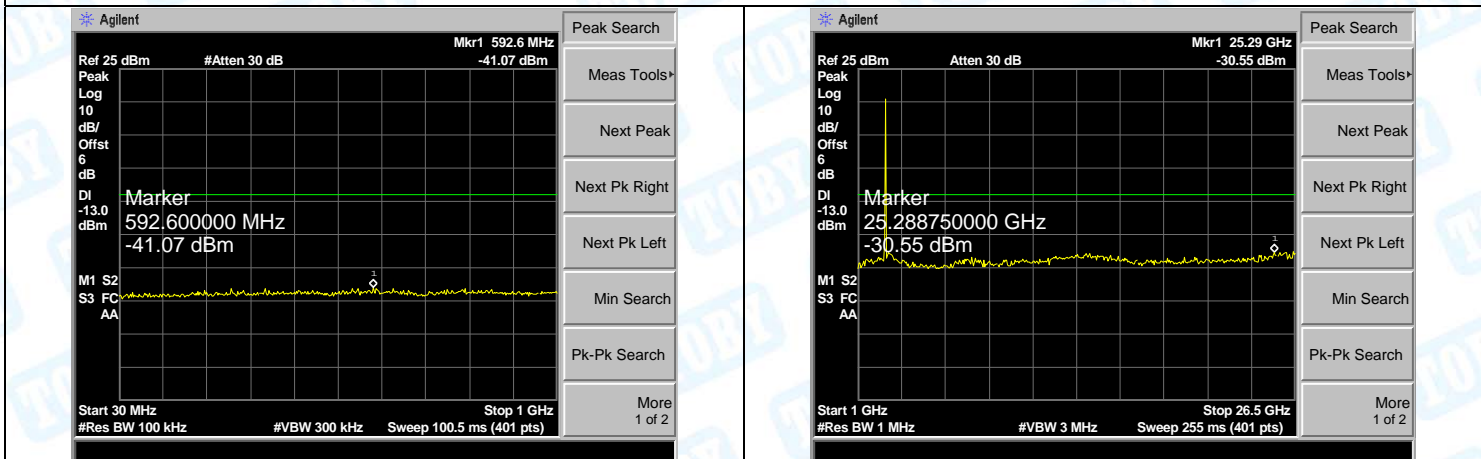 Agilent
Peak Search
Mkr1 592.6 MHz
Ref 25 dBm #Atten 30 dB -41.07 dBm
Peak
Log
10
dB/
Offst
6
dB
DI
-13.0
dBm
Marker
592.600000 MHz
-41.07 dBm
1
M1 S2
S3 FC
AA
Start 30 MHz Stop 1 GHz
#Res BW 100 kHz #VBW 300 kHz Sweep 100.5 ms (401 pts)
Meas Tools
Next Peak
Next Pk Right
Next Pk Left
Min Search
Pk-Pk Search
More
1 of 2
Agilent
Peak Search
Mkr1 25.29 GHz
Ref 25 dBm Atten 30 dB -30.55 dBm
Peak
Log
10
dB/
Offst
6
dB
DI
-13.0
dBm
Marker
25.288750000 GHz
-30.55 dBm
1
M1 S2
S3 FC
AA
Start 1 GHz Stop 26.5 GHz
#Res BW 1 MHz #VBW 3 MHz Sweep 255 ms (401 pts)
Meas Tools
Next Peak
Next Pk Right
Next Pk Left
Min Search
Pk-Pk Search
More
1 of 2
TOBY